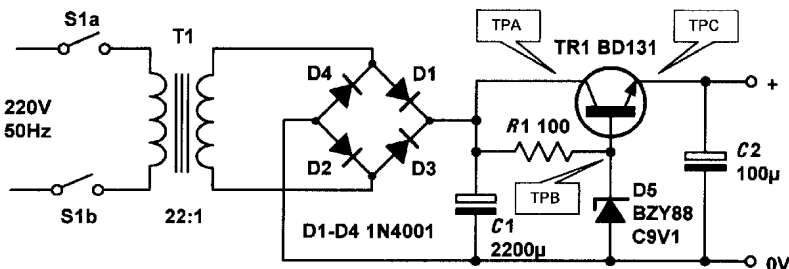 S1a
T1
TPA
TR1 BD131
TPC
D4
D1
220V
50Hz
+
R1 100
C2
100µ
D2
D3
TPB
D5
BZY88
C9V1
S1b
22:1
D1-D4 1N4001
C1
2200µ
0V